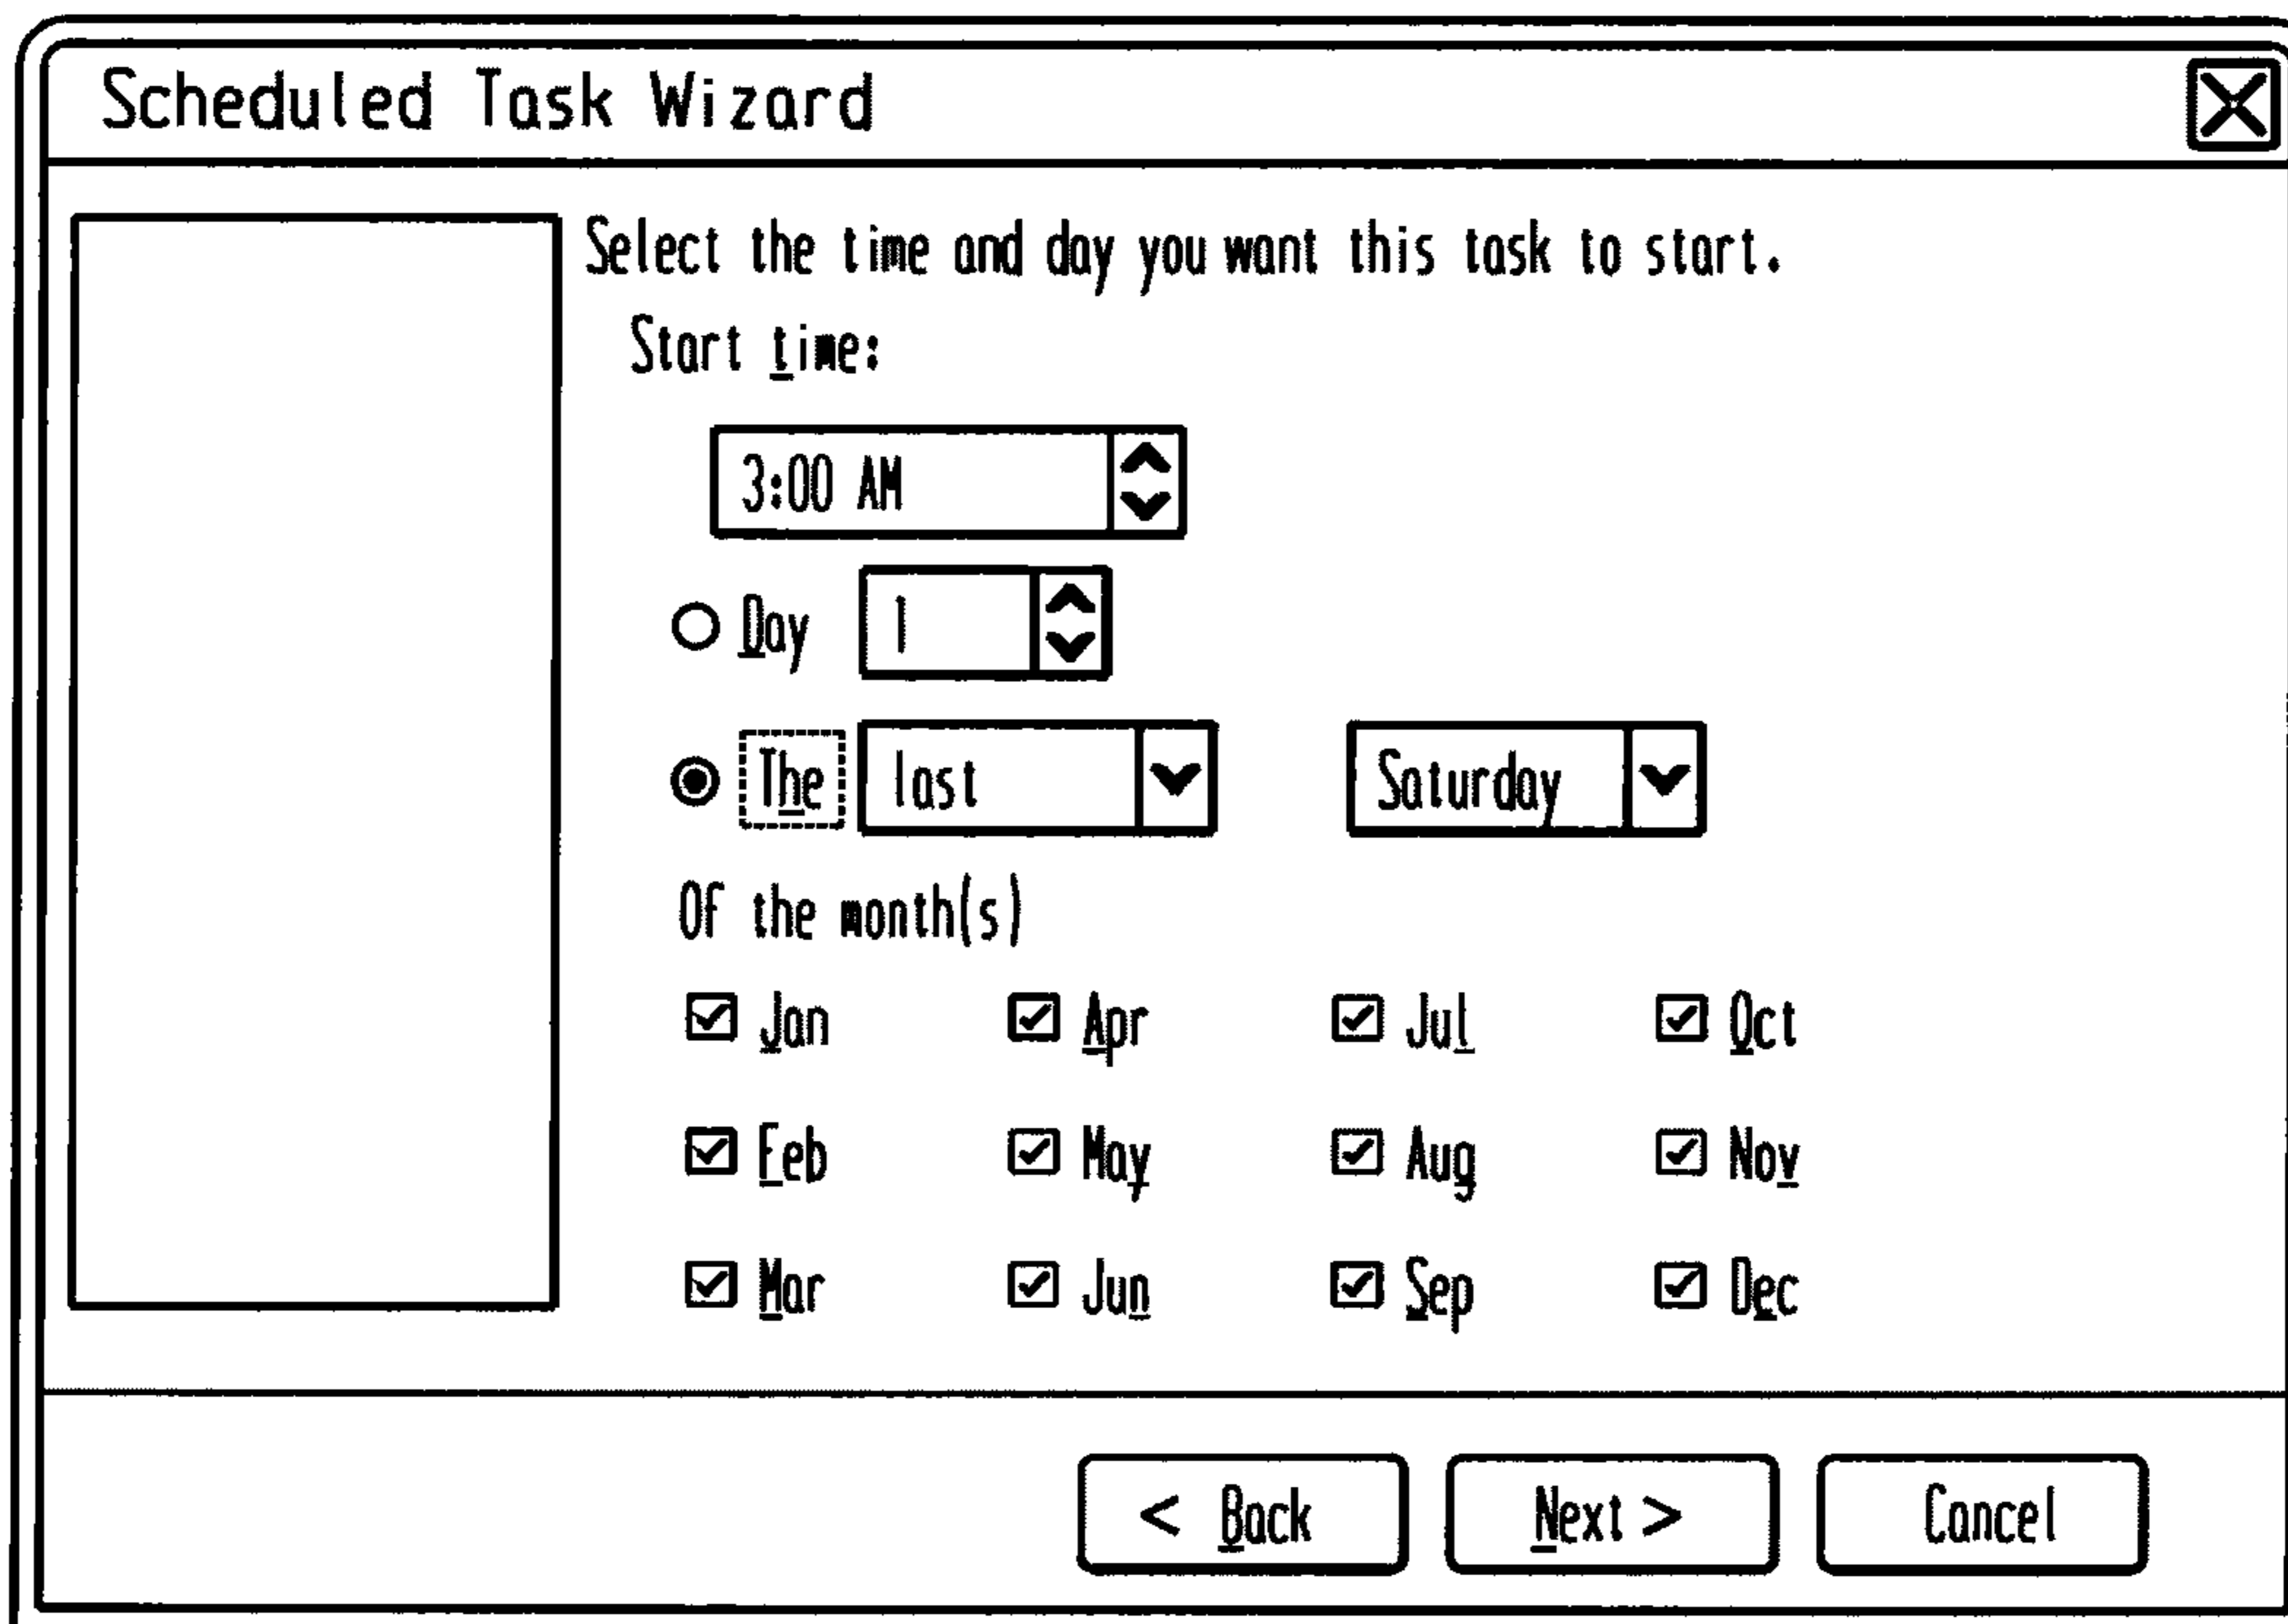 Scheduled Task Wizard
Select the time and day you want this task to start.
Start time:
3:00 AM
Day 1
The last Saturday
Of the month(s)
Jan Apr Jul Oct
Feb May Aug Nov
Mar Jun Sep Dec
< Back Next > Cancel